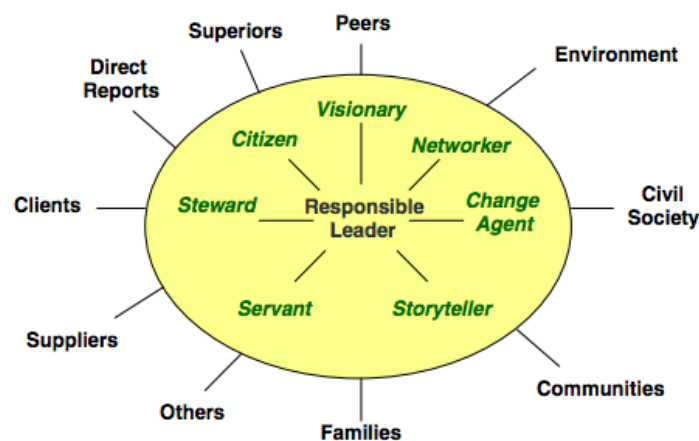 Peers
Superiors
Environment
Direct
Reports
Visionary
Citizen
Networker
Clients
Steward
Responsible
Leader
Change
Agent
Civil
Society
Servant
Storyteller
Suppliers
Communities
Others
Families